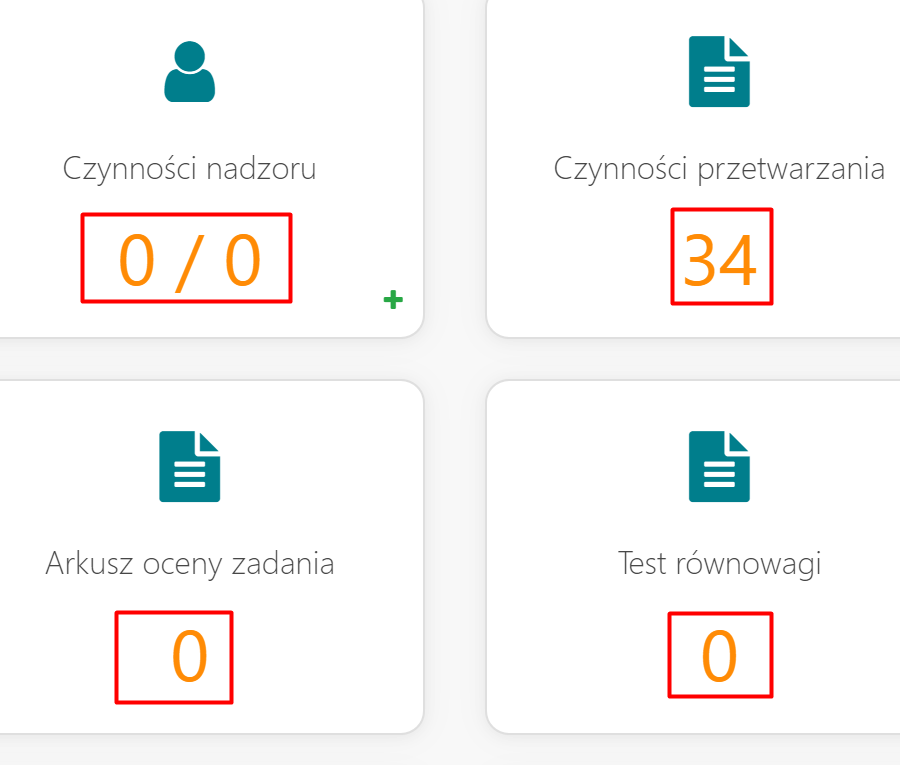 Czynności nadzoru
0 / 0
Czynności przetwarzania
34
Arkusz oceny zadania
0
Test równowagi
0